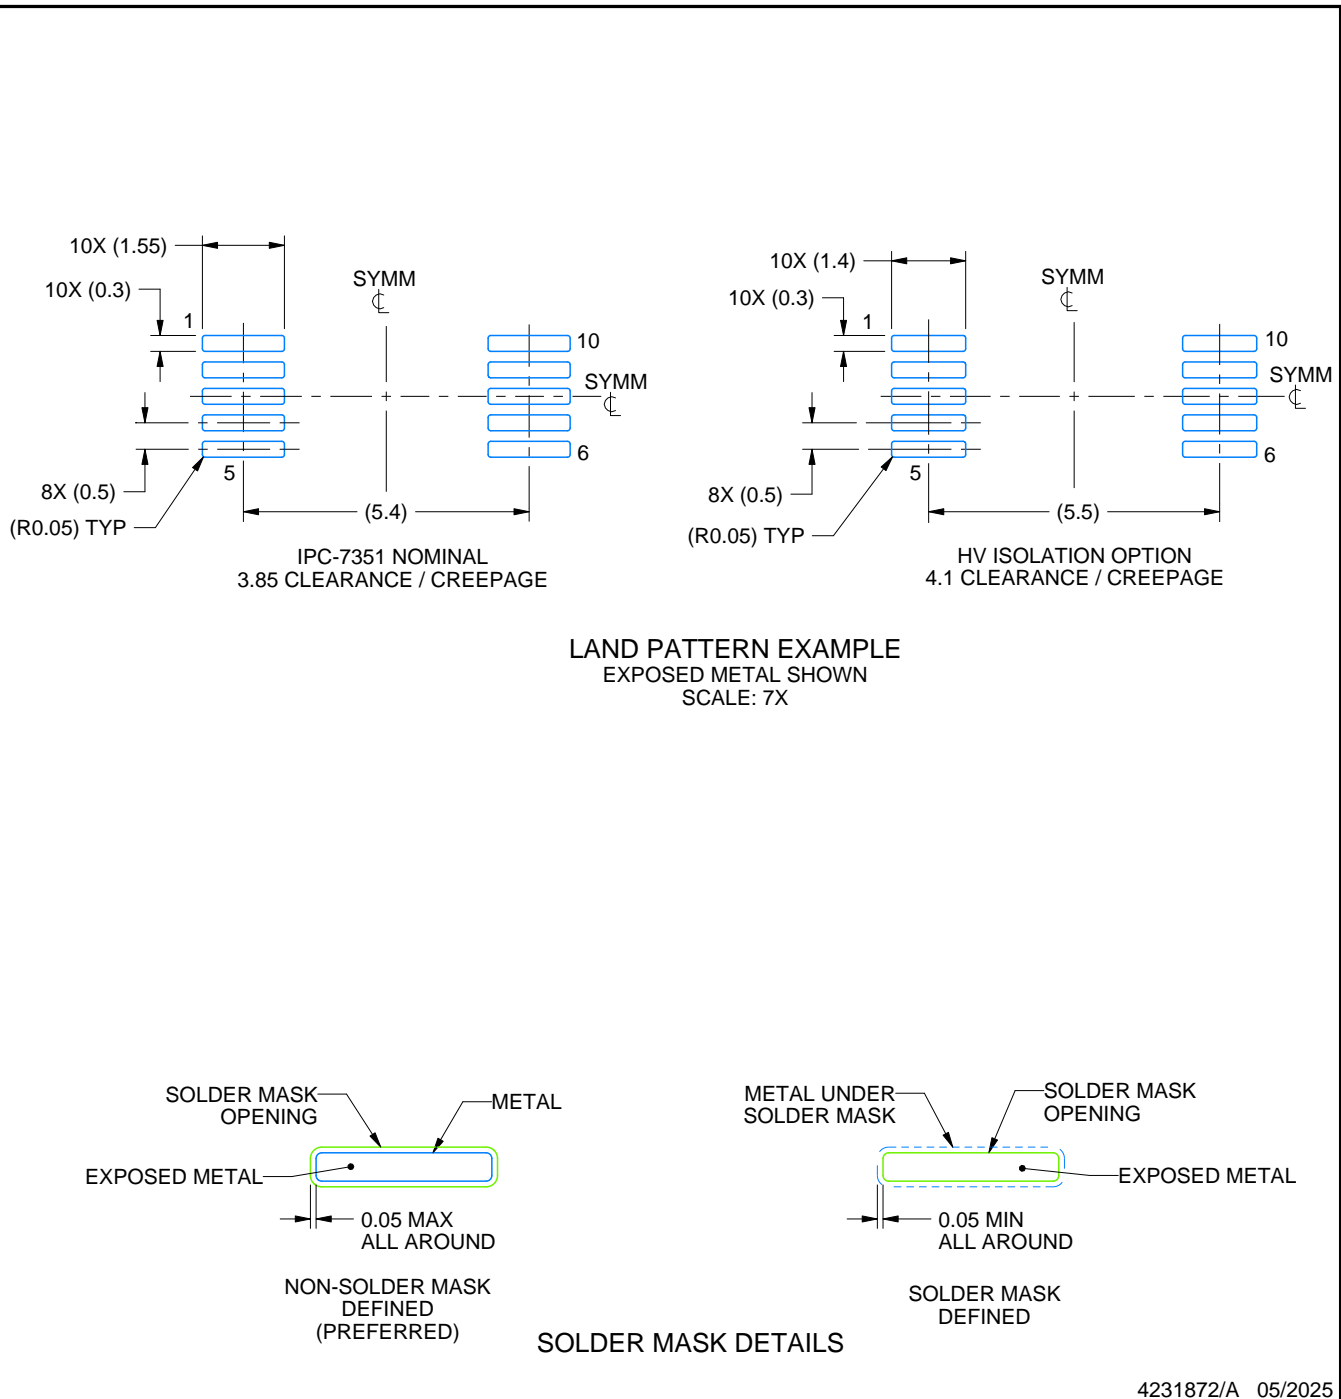 10X (1.55)
10X (0.3)
1
SYMM
10
SYMM
6
5
8X (0.5)
(R0.05) TYP
(5.4)
IPC-7351 NOMINAL
3.85 CLEARANCE / CREEPAGE
10X (1.4)
10X (0.3)
1
SYMM
10
SYMM
6
5
8X (0.5)
(R0.05) TYP
(5.5)
HV ISOLATION OPTION
4.1 CLEARANCE / CREEPAGE
LAND PATTERN EXAMPLE
EXPOSED METAL SHOWN
SCALE: 7X
SOLDER MASK
OPENING
METAL
EXPOSED METAL
0.05 MAX
ALL AROUND
NON-SOLDER MASK
DEFINED
(PREFERRED)
METAL UNDER
SOLDER MASK
SOLDER MASK
OPENING
EXPOSED METAL
0.05 MIN
ALL AROUND
SOLDER MASK
DEFINED
SOLDER MASK DETAILS
4231872/A 05/2025